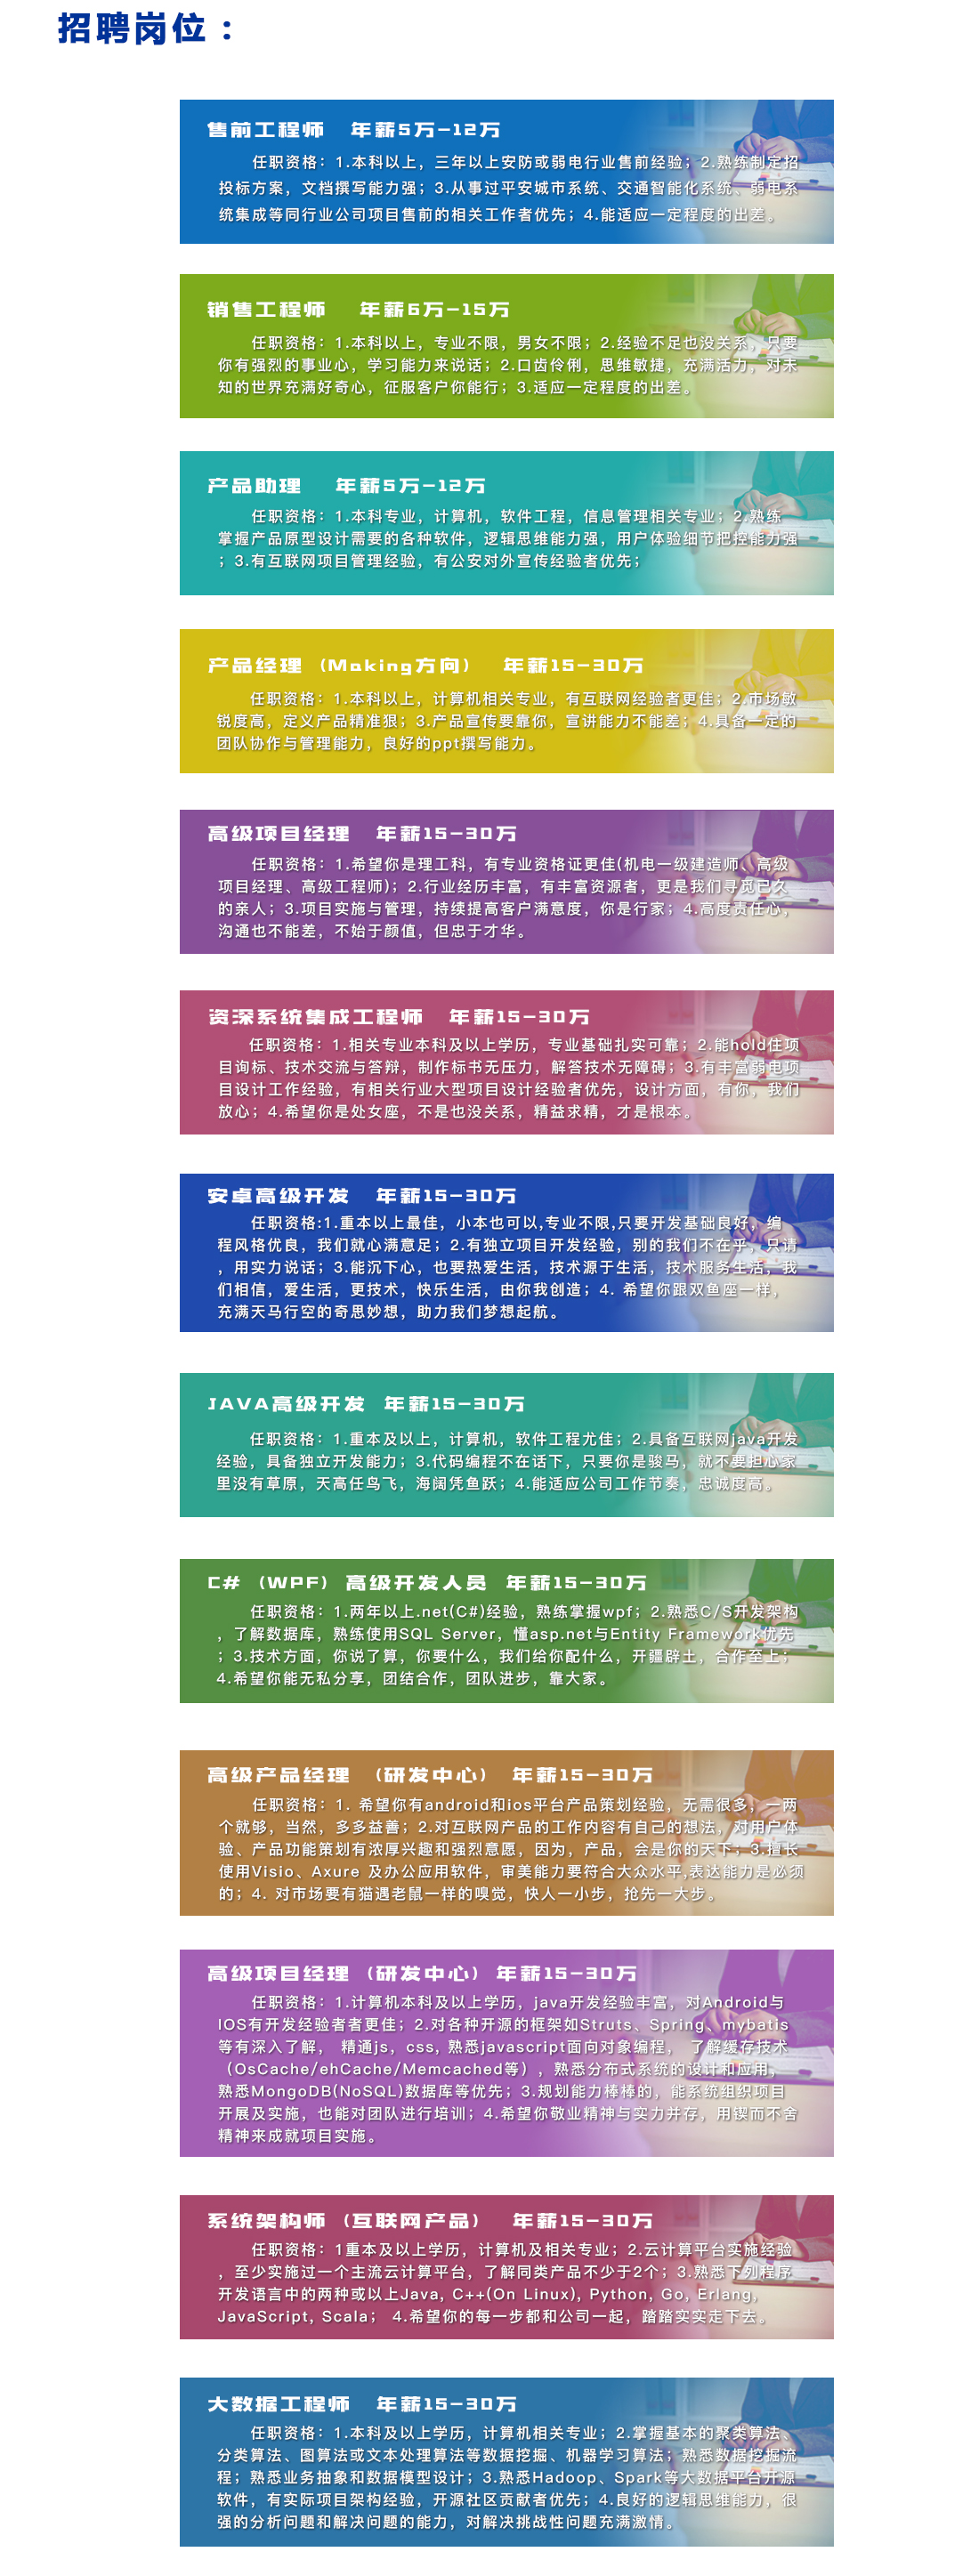 招聘岗位：
售前工程师 年薪5万-12万
任职资格：1.本科以上，三年以上安防或弱电行业售前经验；2.熟练制定招
投标方案，文档撰写能力强；3.从事过平安城市系统、交通智能化系统、弱电系
统集成等同行业公司项目售前的相关工作者优先；4.能适应一定程度的出差。
销售工程师 年薪6万-15万
任职资格：1.本科以上，专业不限，男女不限；2.经验不足也没关系，只要
你有强烈的事业心，学习能力来说话；2.口齿伶俐，思维敏捷，充满活力，对未
知的世界充满好奇心，征服客户你能行；3.适应一定程度的出差。
产品助理 年薪5万-12万
任职资格：1.本科专业，计算机，软件工程，信息管理相关专业；2.熟练
掌握产品原型设计需要的各种软件，逻辑思维能力强，用户体验细节把控能力强
；3.有互联网项目管理经验，有公安对外宣传经验者优先；
产品经理（Making方向） 年薪15-30万
任职资格：1.本科以上，计算机相关专业，有互联网经验者更佳；2.市场敏
锐度高，定义产品精准狠；3.产品宣传要靠你，宣讲能力不能差；4.具备一定的
团队协作与管理能力，良好的ppt撰写能力。
高级项目经理 年薪15-30万
任职资格：1.希望你是理工科，有专业资格证更佳(机电一级建造师、高级
项目经理、高级工程师)；2.行业经历丰富，有丰富资源者，更是我们寻觅已久
的亲人；3.项目实施与管理，持续提高客户满意度，你是行家；4.高度责任心，
沟通也不能差，不始于颜值，但忠于才华。
资深系统集成工程师 年薪15-30万
任职资格：1.相关专业本科及以上学历，专业基础扎实可靠；2.能hold住项
目询标、技术交流与答辩，制作标书无压力，解答技术无障碍；3.有丰富弱电项
目设计工作经验，有相关行业大型项目设计经验者优先，设计方面，有你，我们
放心；4.希望你是处女座，不是也没关系，精益求精，才是根本。
安卓高级开发 年薪15-30万
任职资格:1.重本以上最佳，小本也可以,专业不限,只要开发基础良好，编
程风格优良，我们就心满意足；2.有独立项目开发经验，别的我们不在乎，只请
，用实力说话；3.能沉下心，也要热爱生活，技术源于生活，技术服务生活，我
们相信，爱生活，更技术，快乐生活，由你我创造；4. 希望你跟双鱼座一样，
充满天马行空的奇思妙想，助力我们梦想起航。
JAVA高级开发 年薪15-30万
任职资格：1.重本及以上，计算机，软件工程尤佳；2.具备互联网java开发
经验，具备独立开发能力；3.代码编程不在话下，只要你是骏马，就不要担心家
里没有草原，天高任鸟飞，海阔凭鱼跃；4.能适应公司工作节奏，忠诚度高。
C#（WPF）高级开发人员 年薪15-30万
任职资格：1.两年以上.net(C#)经验，熟练掌握wpf；2.熟悉C/S开发架构
，了解数据库，熟练使用SQL Server，懂asp.net与Entity Framework优先
；3.技术方面，你说了算，你要什么，我们给你配什么，开疆辟土，合作至上；
4.希望你能无私分享，团结合作，团队进步，靠大家。
高级产品经理 （研发中心） 年薪15-30万
任职资格：1. 希望你有android和ios平台产品策划经验，无需很多，一两
个就够，当然，多多益善；2.对互联网产品的工作内容有自己的想法，对用户体
验、产品功能策划有浓厚兴趣和强烈意愿，因为，产品，会是你的天下；3.擅长
使用Visio、Axure 及办公应用软件，审美能力要符合大众水平,表达能力是必须
的；4. 对市场要有猫遇老鼠一样的嗅觉，快人一小步，抢先一大步。
高级项目经理（研发中心）年薪15-30万
任职资格：1.计算机本科及以上学历，java开发经验丰富，对Android与
IOS有开发经验者者更佳；2.对各种开源的框架如Struts、Spring、mybatis
等有深入了解， 精通js，css, 熟悉javascript面向对象编程， 了解缓存技术
（OsCache/ehCache/Memcached等），熟悉分布式系统的设计和应用，
熟悉MongoDB(NoSQL)数据库等优先；3.规划能力棒棒的，能系统组织项目
开展及实施，也能对团队进行培训；4.希望你敬业精神与实力并存，用锲而不舍
精神来成就项目实施。
系统架构师（互联网产品） 年薪15-30万
任职资格：1重本及以上学历，计算机及相关专业；2.云计算平台实施经验
，至少实施过一个主流云计算平台，了解同类产品不少于2个；3.熟悉下列程序
开发语言中的两种或以上Java, C++(On Linux), Python, Go, Erlang,
JavaScript, Scala； 4.希望你的每一步都和公司一起，踏踏实实走下去。
大数据工程师 年薪15-30万
任职资格：1.本科及以上学历，计算机相关专业；2.掌握基本的聚类算法、
分类算法、图算法或文本处理算法等数据挖掘、机器学习算法；熟悉数据挖掘流
程；熟悉业务抽象和数据模型设计；3.熟悉Hadoop、Spark等大数据平台开源
软件，有实际项目架构经验，开源社区贡献者优先；4.良好的逻辑思维能力，很
强的分析问题和解决问题的能力，对解决挑战性问题充满激情。